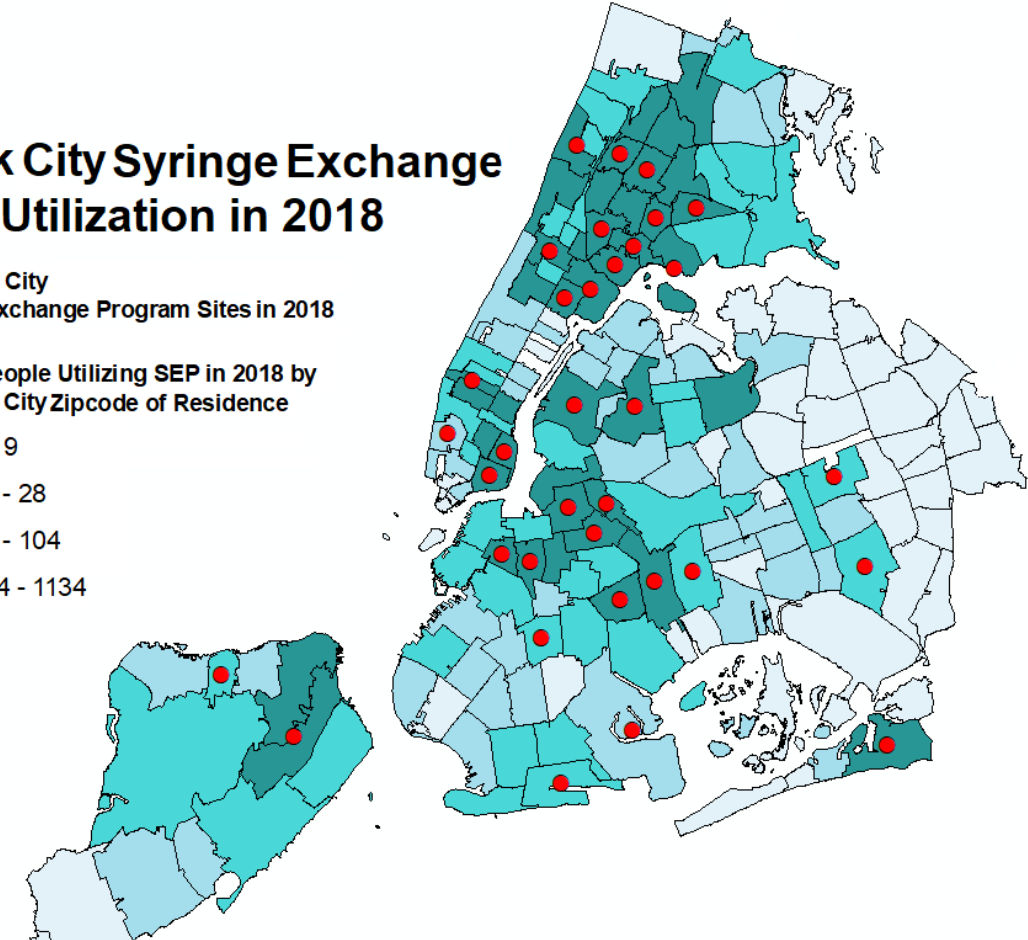 k City Syringe Exchange
Utilization in 2018
City
xchange Program Sites in 2018
eople Utilizing SEP in 2018 by
City Zipcode of Residence
9
- 28
- 104
4 - 1134